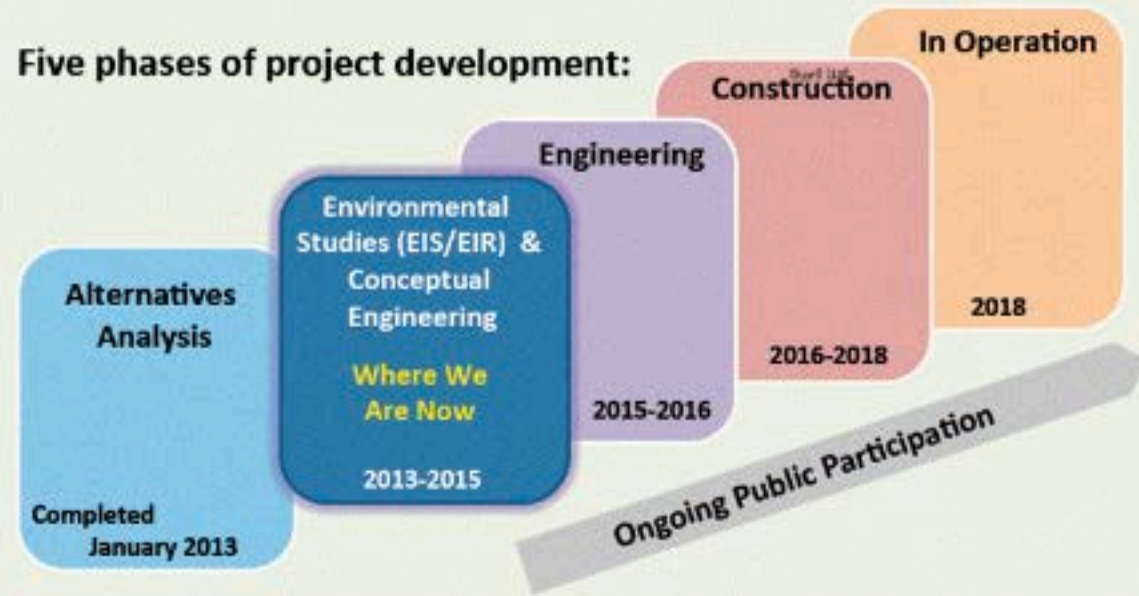 Five phases of project development:
Alternatives
Analysis
Completed
January 2013
Environmental
Studies (EIS/EIR) &
Conceptual
Engineering
Where We
Are Now
2013-2015
Engineering
2015-2016
Construction
2016-2018
In Operation
2018
Ongoing Public Participation